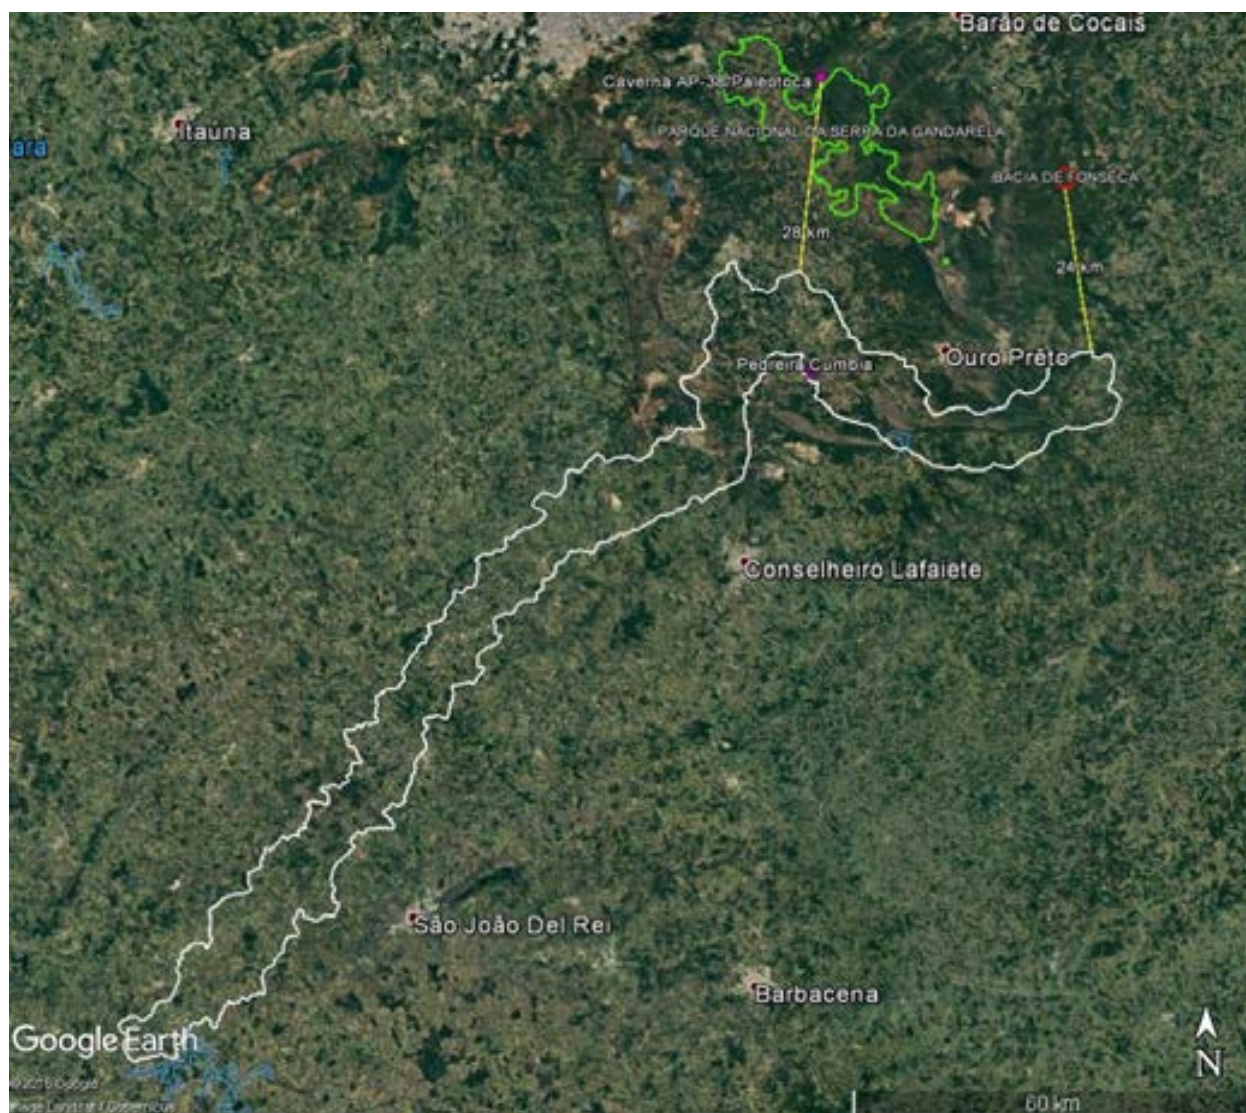 Barão de Cocais
Caverna AP-38 Paleotoca
Itaúna
PARQUE NACIONAL DA SERRA DA GANDARELA
ara
BACIA DE FONSECA
28 km
24 km
Ouro Prêto
Pedreira Cumbia
Conselheiro Lafaiete
São João Del Rei
Barbacena
Google Earth
N
60 km